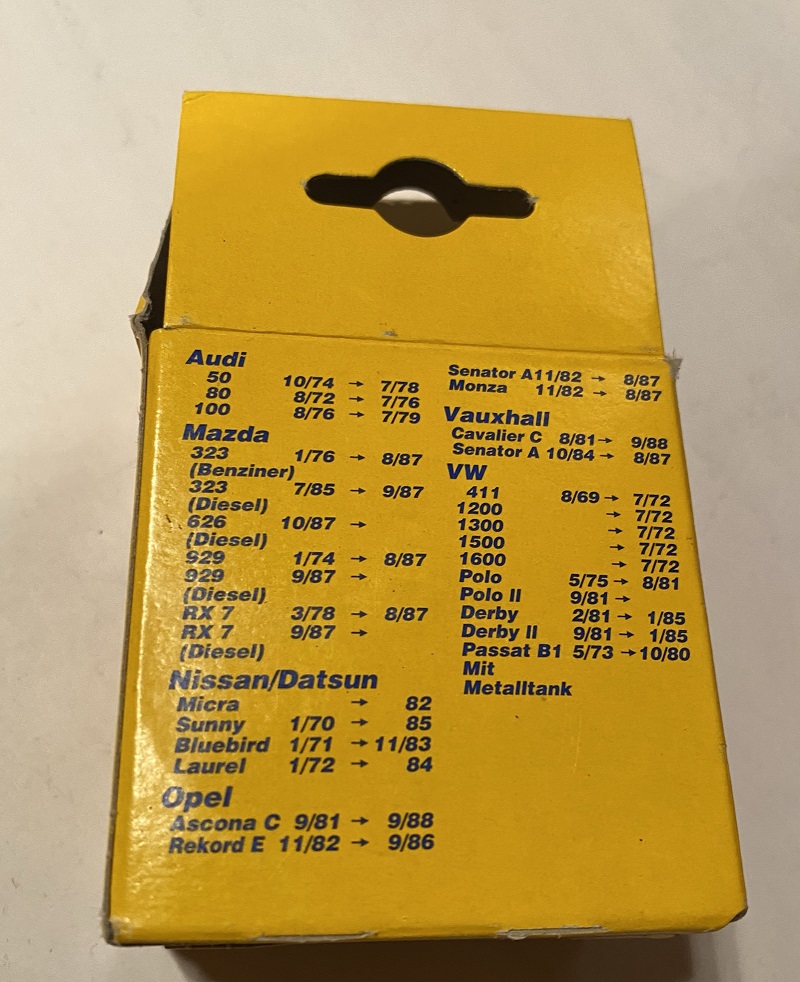 Audi
50 10/74 → 7/78
80 8/72 → 7/76
100 8/76 → 7/79
Mazda
323 1/76 → 8/87
(Benziner)
323 7/85 → 9/87
(Diesel)
626 10/87 →
(Diesel)
929 1/74 → 8/87
929 9/87 →
(Diesel)
RX 7 3/78 → 8/87
RX 7 9/87 →
(Diesel)
Nissan/Datsun
Micra → 82
Sunny 1/70 → 85
Bluebird 1/71 → 11/83
Laurel 1/72 → 84
Opel
Ascona C 9/81 → 9/88
Rekord E 11/82 → 9/86
Senator A 11/82 → 8/87
Monza 11/82 → 8/87
Vauxhall
Cavalier C 8/81 → 9/88
Senator A 10/84 → 8/87
VW
411 8/69 → 7/72
1200 → 7/72
1300 → 7/72
1500 → 7/72
1600 → 7/72
Polo 5/75 → 8/81
Polo II 9/81 →
Derby 2/81 → 1/85
Derby II 9/81 → 1/85
Passat B1 5/73 → 10/80
Mit
Metalltank